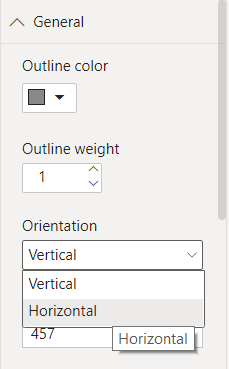 General
Outline color
Outline weight
1
Orientation
Vertical
Vertical
Horizontal
457
Horizontal